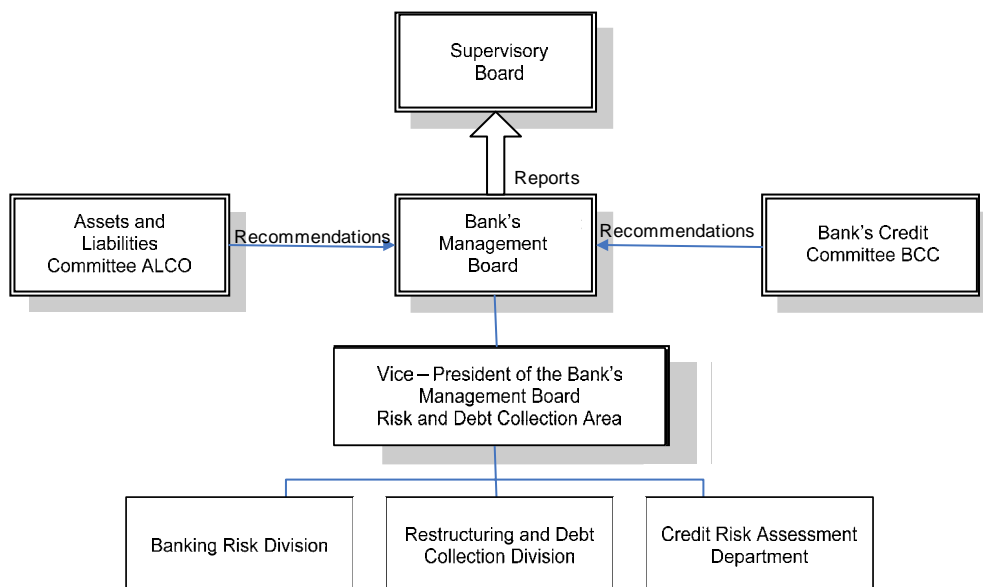 Supervisory
Board
Reports
Assets and
Liabilities
Committee ALCO
Recommendations
Bank's
Management
Board
Recommendations
Bank's Credit
Committee BCC
Vice – President of the Bank's
Management Board
Risk and Debt Collection Area
Banking Risk Division
Restructuring and Debt
Collection Division
Credit Risk Assessment
Department